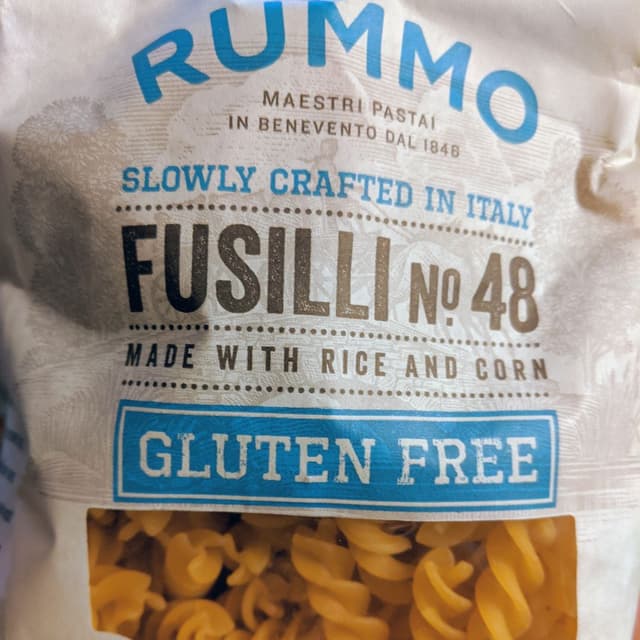 RUMMO
MAESTRI PASTAI
IN BENEVENTO DAL 1846
SLOWLY CRAFTED IN ITALY
FUSILLI Nº 48
MADE WITH RICE AND CORN
GLUTEN FREE